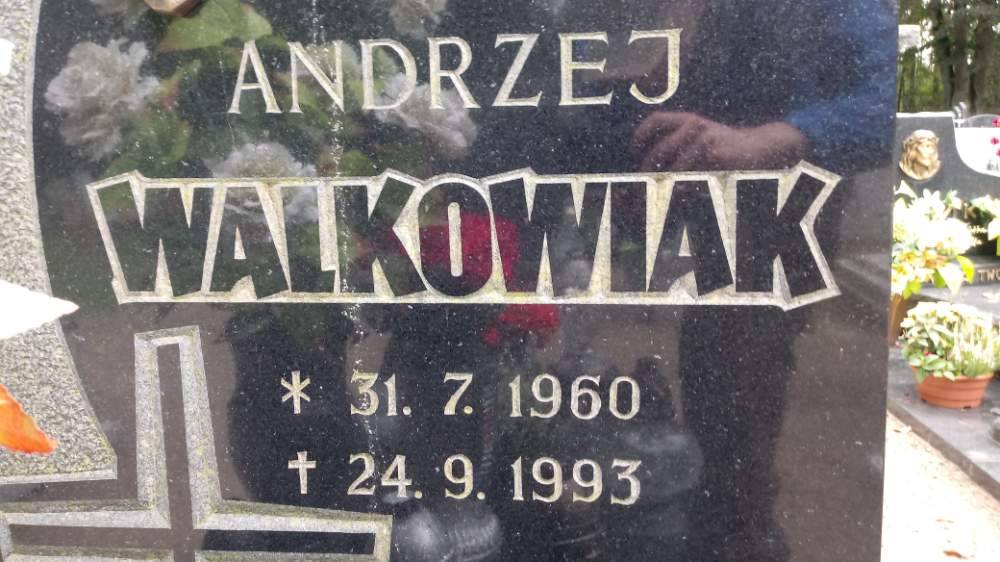 ANDRZEJ
WALKOWIAK
* 31. 7. 1960
† 24. 9. 1993